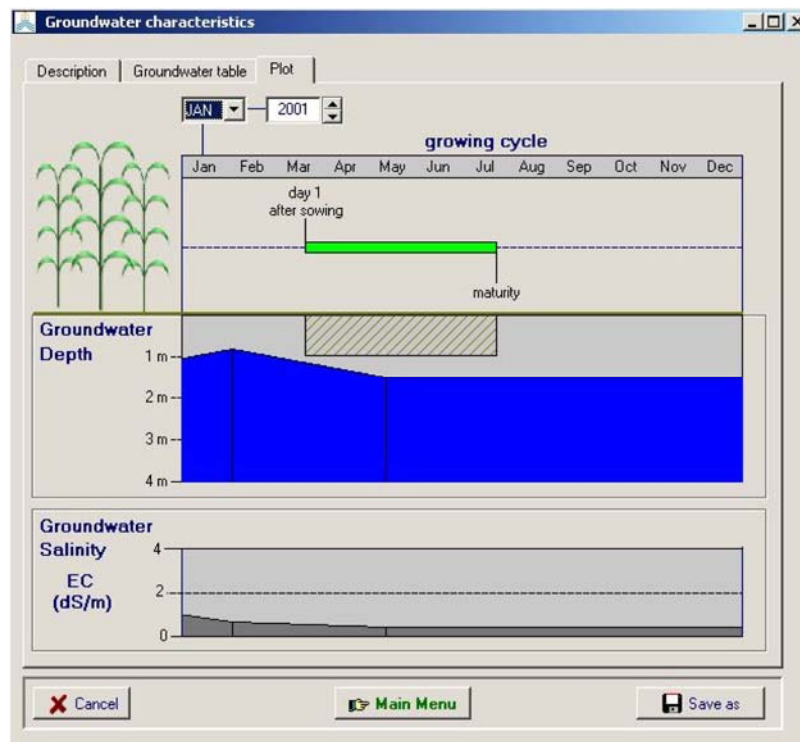 Groundwater characteristics
Description Groundwater table Plot
JAN 2001
growing cycle
Jan Feb Mar Apr May Jun Jul Aug Sep Oct Nov Dec
day 1
after sowing
maturity
Groundwater
Depth
1 m
2 m
3 m
4 m
Groundwater
Salinity
4
EC
(dS/m)
2
0
Cancel Main Menu Save as